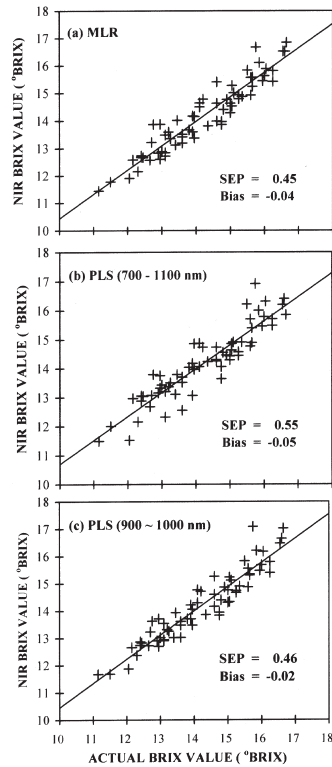 18
17
(a) MLR
16
15
14
13
12
SEP = 0.45
Bias = -0.04
11
10
NIR BRIX VALUE ( °BRIX)
18
17
(b) PLS (700 - 1100 nm)
16
15
14
13
12
SEP = 0.55
Bias = -0.05
11
10
NIR BRIX VALUE ( °BRIX)
18
17
(c) PLS (900 ~ 1000 nm)
16
15
14
13
12
SEP = 0.46
Bias = -0.02
11
10
NIR BRIX VALUE ( °BRIX)
10 11 12 13 14 15 16 17 18
ACTUAL BRIX VALUE ( °BRIX)